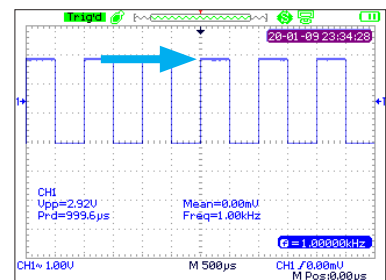 Trig'd
20-01-09 23:34:28
1
T
CH1
Vpp=2.92V Mean=0.00mV
Prd=999.6µs Freq=1.00kHz
=1.00000kHz
CH1~ 1.00V M 500µs CH1 / 0.00mV
M Pos:0.00µs